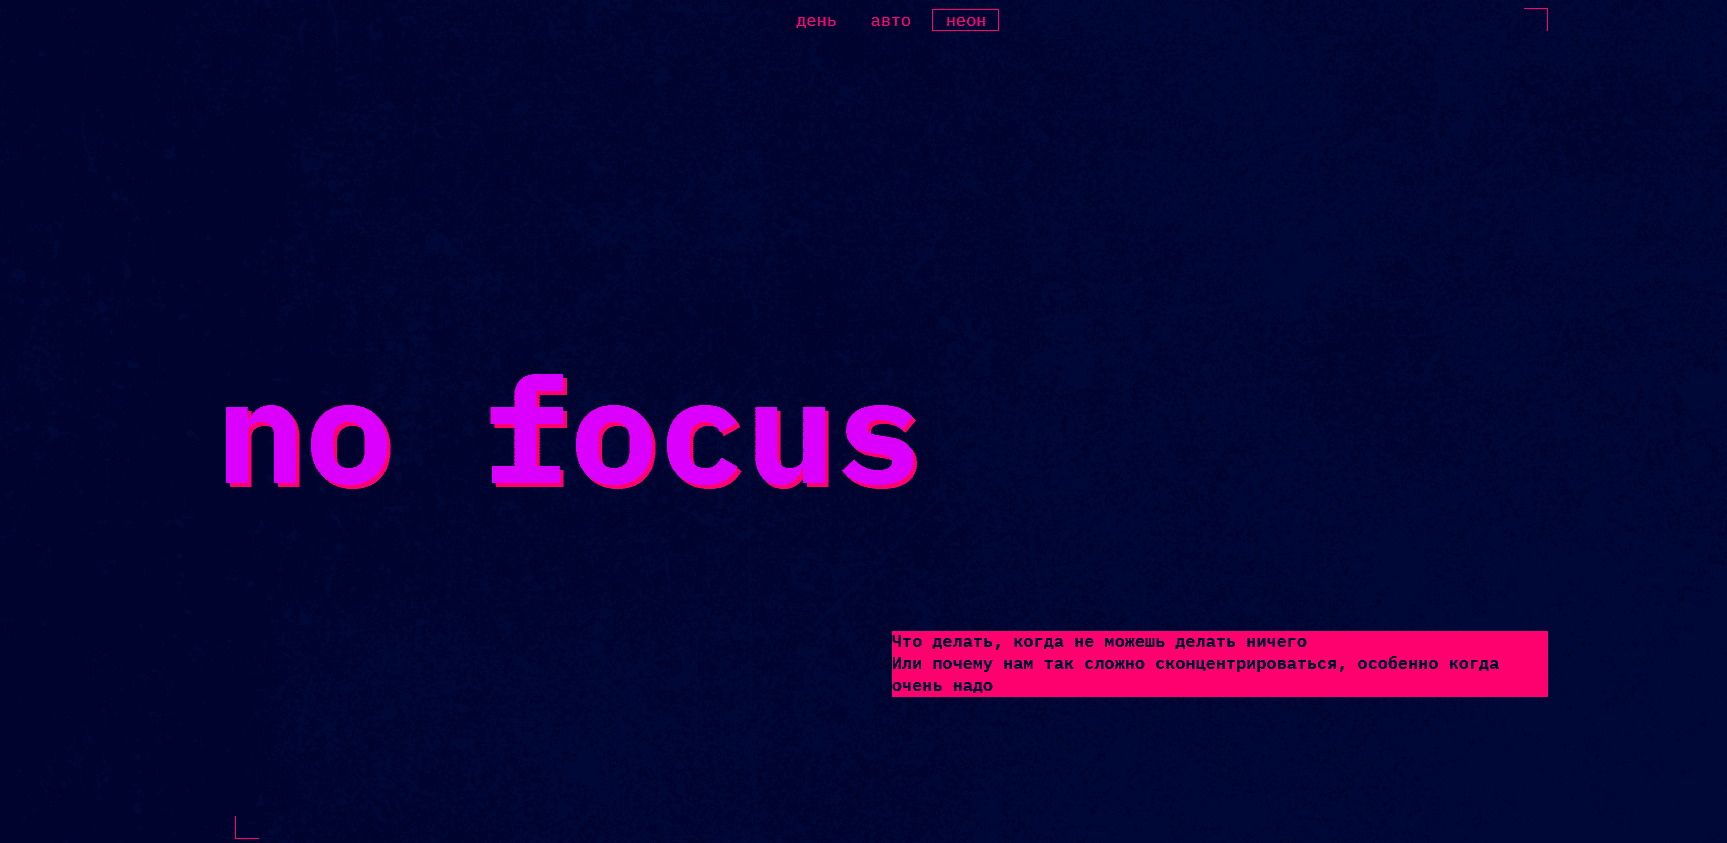 день авто неон
no focus
Что делать, когда не можешь делать ничего
Или почему нам так сложно сконцентрироваться, особенно когда
очень надо